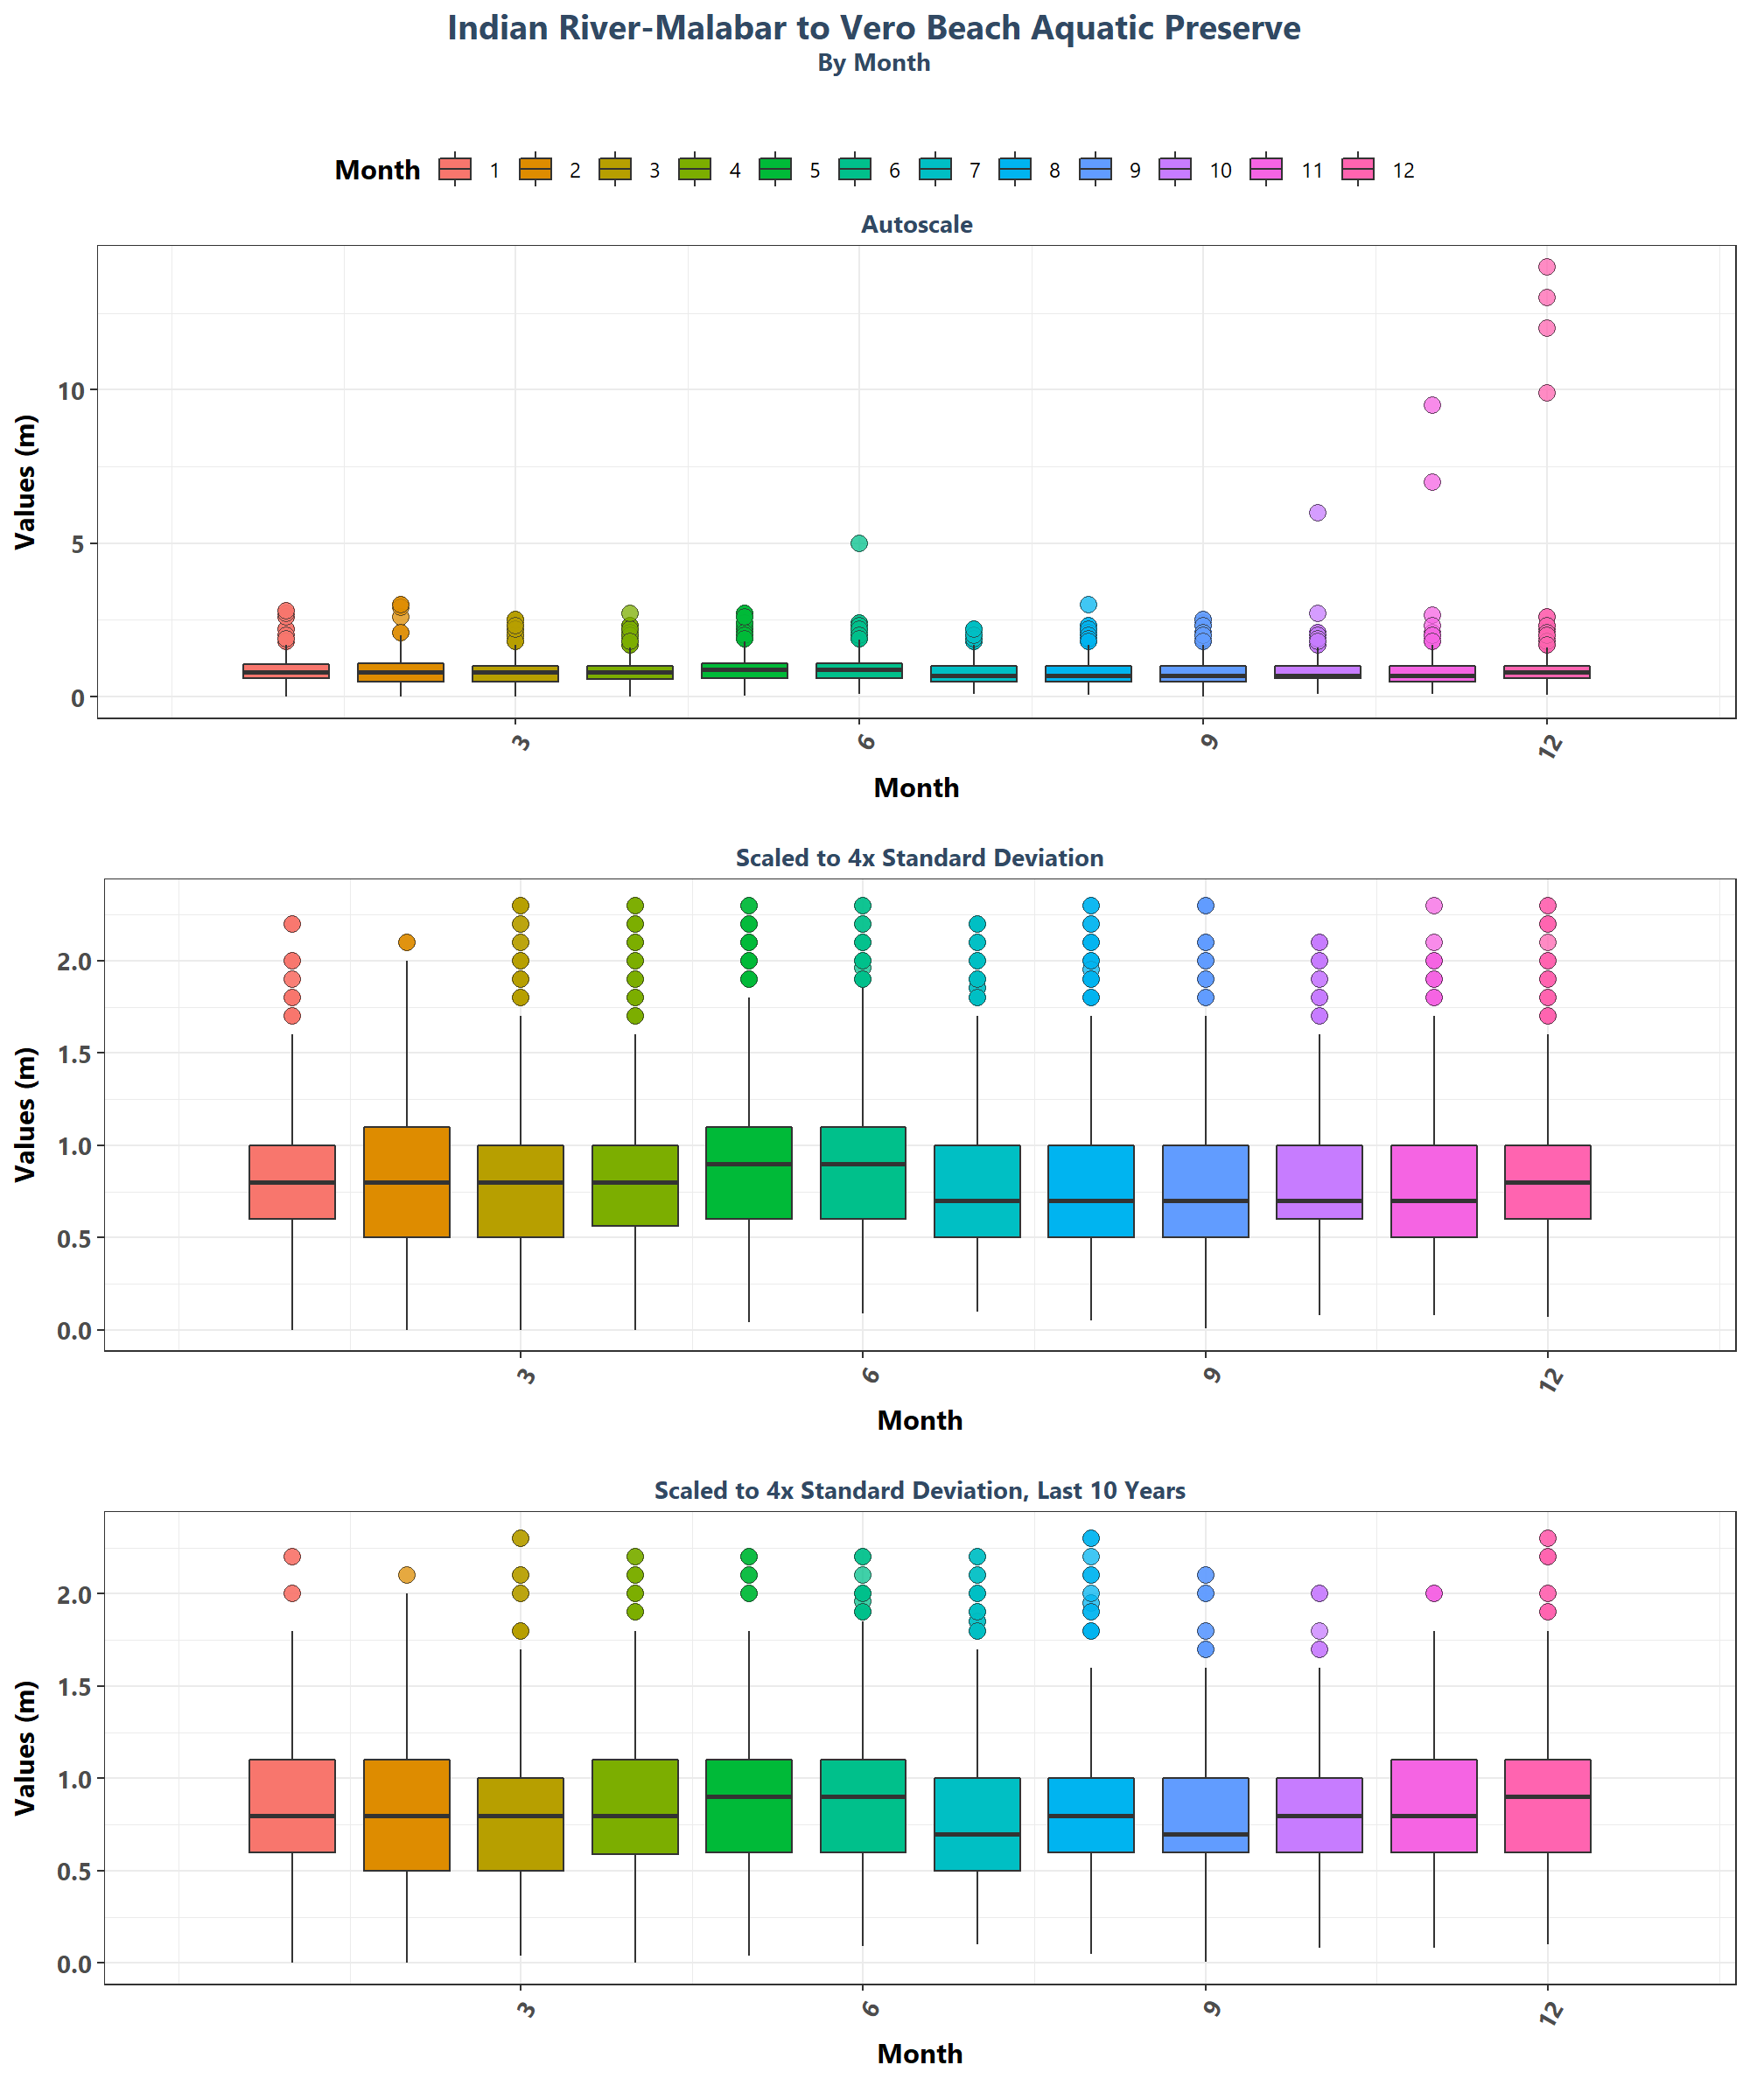 Indian River-Malabar to Vero Beach Aquatic Preserve
By Month
Month 1 2 3 4 5 6 7 8 9 10 11 12
Autoscale
Values (m)
10
5
0
3 6 9 12
Month
Scaled to 4x Standard Deviation
Values (m)
2.0
1.5
1.0
0.5
0.0
3 6 9 12
Month
Scaled to 4x Standard Deviation, Last 10 Years
Values (m)
2.0
1.5
1.0
0.5
0.0
3 6 9 12
Month